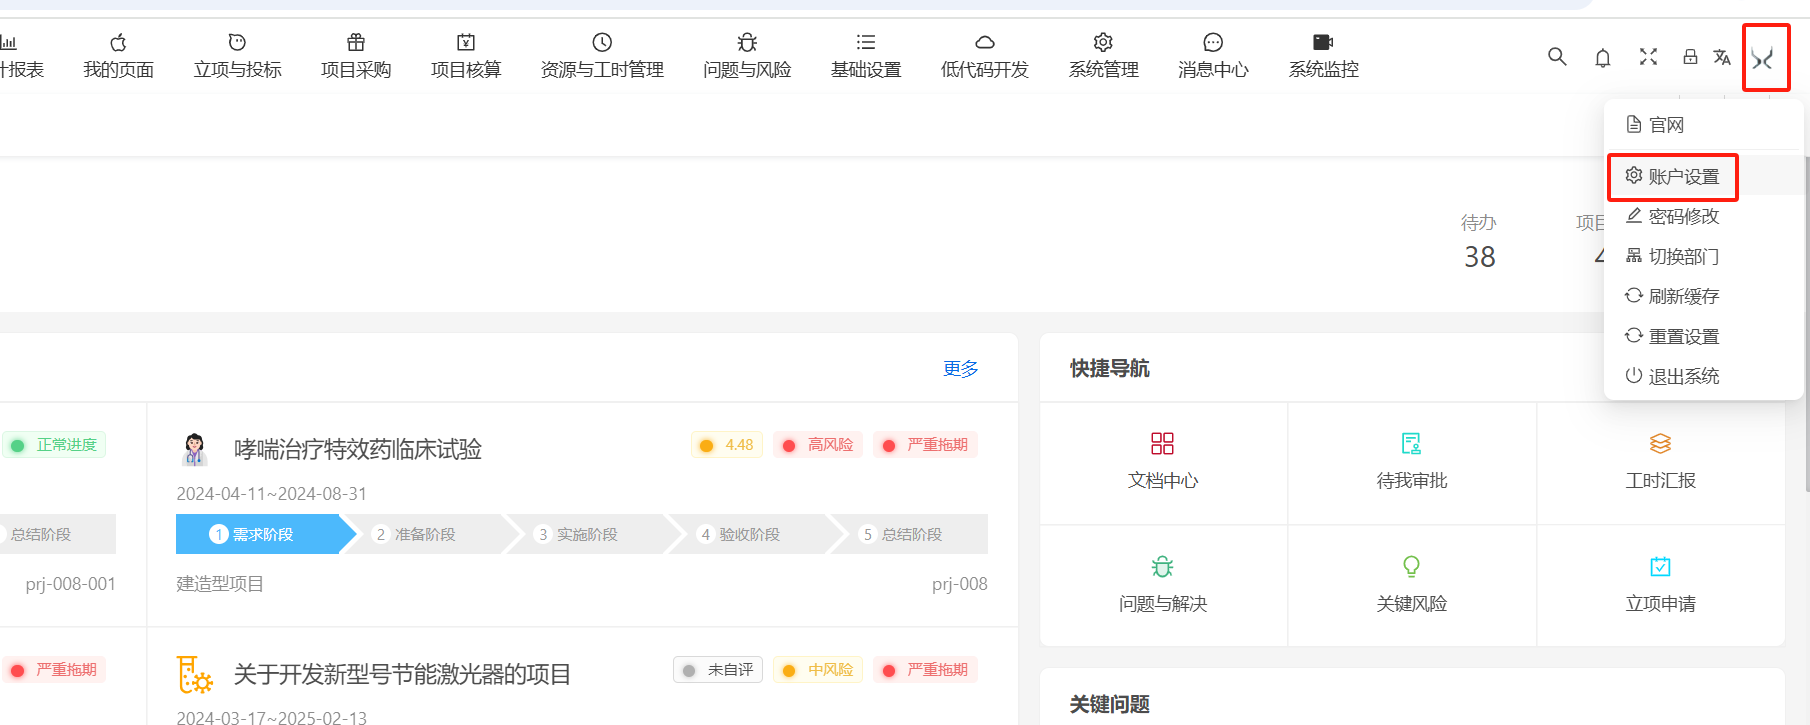 计报表 我的页面 立项与投标 项目采购 项目核算 资源与工时管理 问题与风险 基础设置 低代码开发 系统管理 消息中心 系统监控
官网
账户设置
密码修改
切换部门
刷新缓存
重置设置
退出系统
待办 项目
38 4
更多
正常进度
总结阶段
prj-008-001
严重拖期
哮喘治疗特效药临床试验 4.48 高风险 严重拖期
2024-04-11~2024-08-31
1 需求阶段 2 准备阶段 3 实施阶段 4 验收阶段 5 总结阶段
建造型项目 prj-008
关于开发新型号节能激光器的项目 未自评 中风险 严重拖期
2024-03-17~2025-02-13
快捷导航
文档中心 待我审批 工时汇报
问题与解决 关键风险 立项申请
关键问题